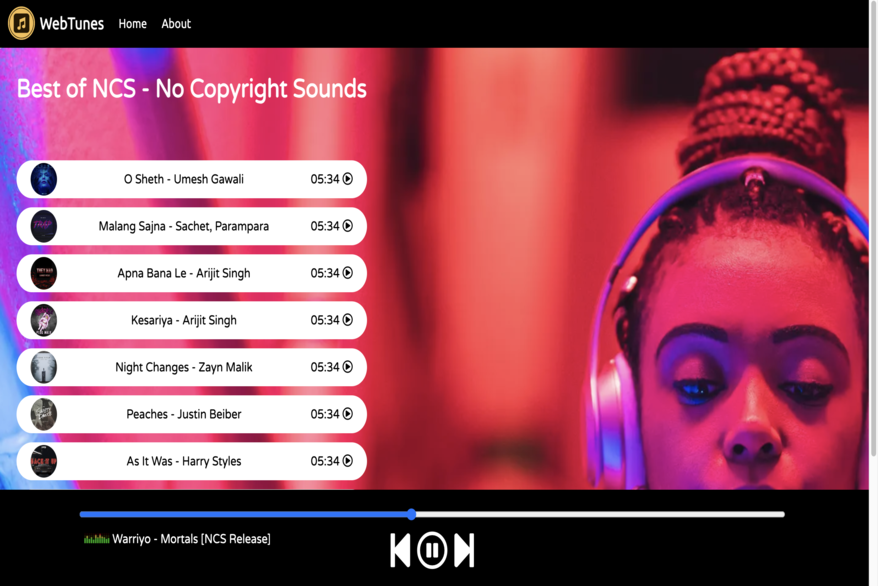 WebTunes Home About
Best of NCS - No Copyright Sounds
O Sheth - Umesh Gawali 05:34
Malang Sajna - Sachet, Parampara 05:34
Apna Bana Le - Arijit Singh 05:34
Kesariya - Arijit Singh 05:34
Night Changes - Zayn Malik 05:34
Peaches - Justin Beiber 05:34
As It Was - Harry Styles 05:34
Warriyo - Mortals [NCS Release]